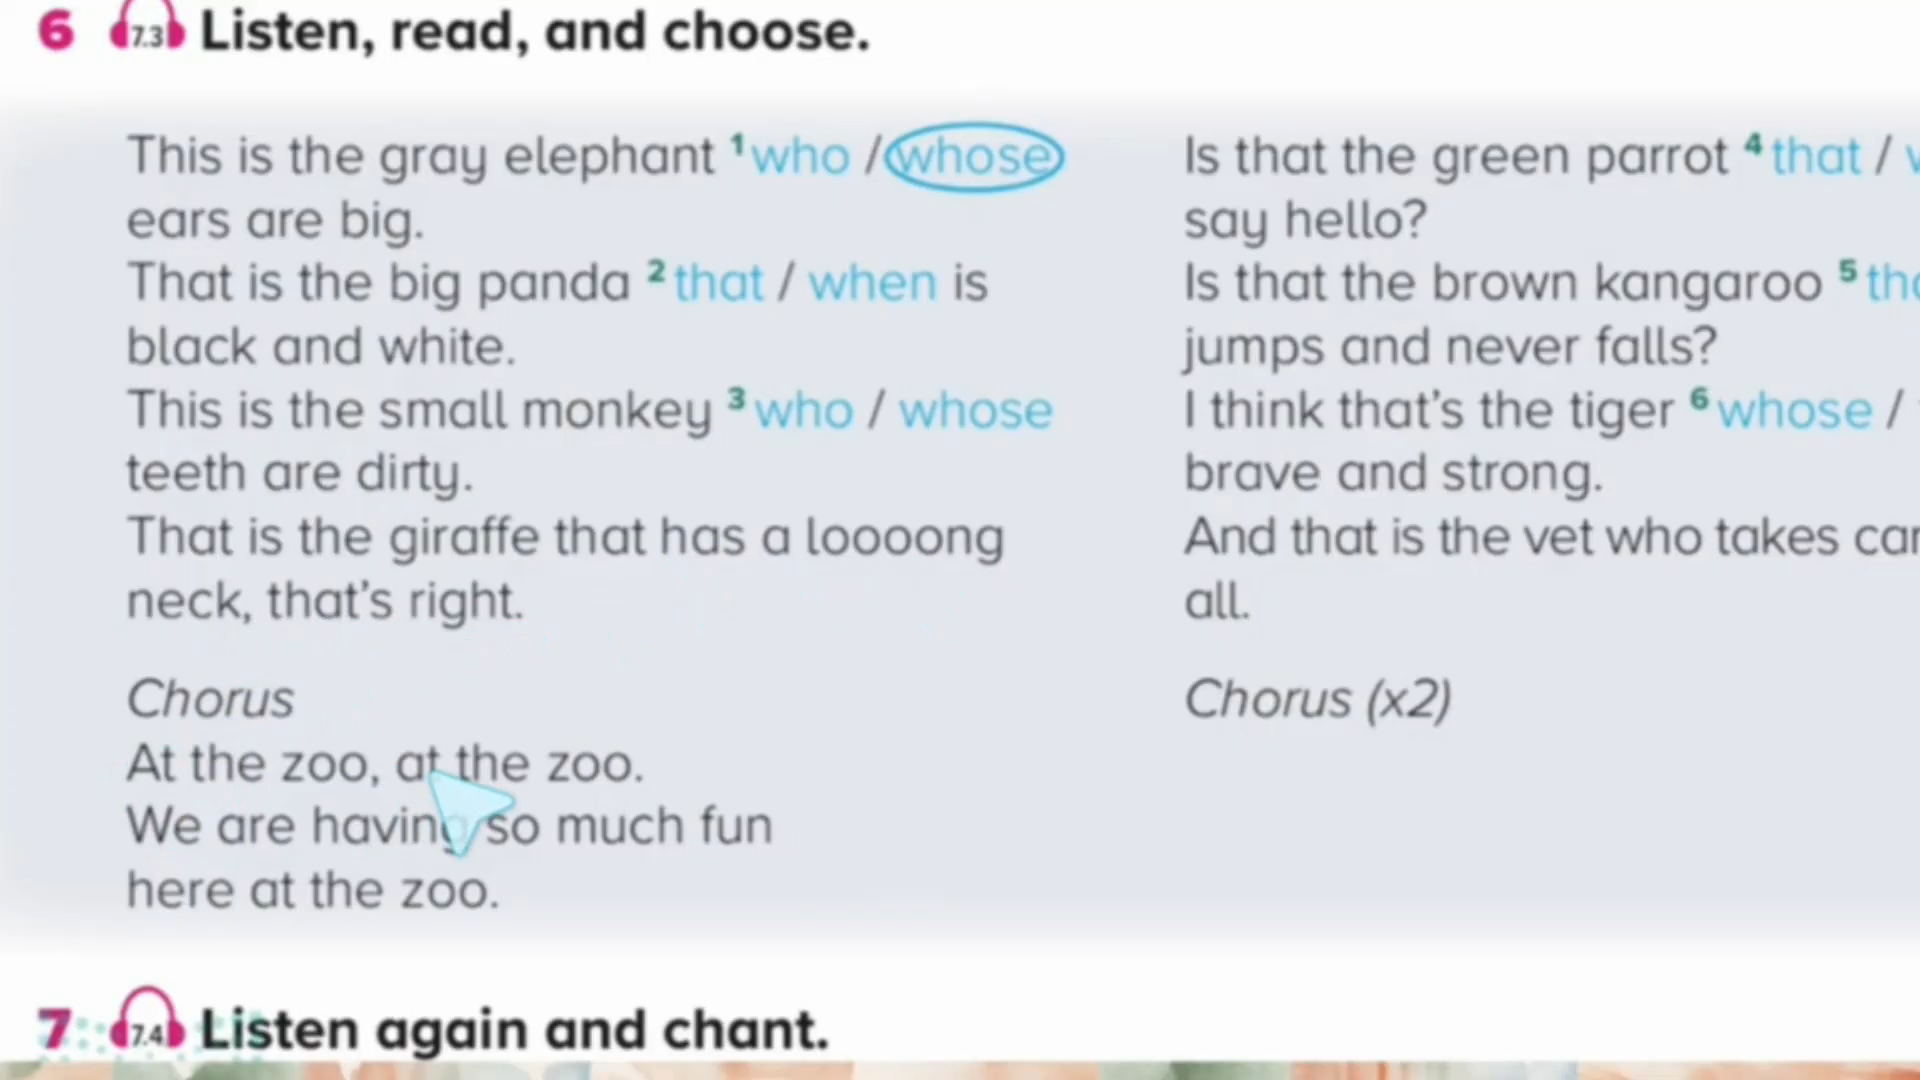 6 7.3 Listen, read, and choose.
This is the gray elephant 1 who / whose
ears are big.
That is the big panda 2 that / when is
black and white.
This is the small monkey 3 who / whose
teeth are dirty.
That is the giraffe that has a loooong
neck, that's right.
Chorus
At the zoo, at the zoo.
We are having so much fun
here at the zoo.
Is that the green parrot 4 that /
say hello?
Is that the brown kangaroo 5
jumps and never falls?
I think that's the tiger 6 whose /
brave and strong.
And that is the vet who takes
all.
Chorus (x2)
7 7.4 Listen again and chant.